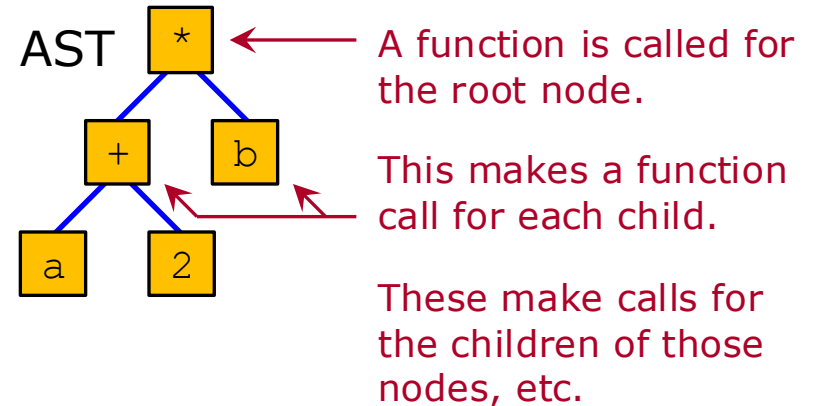 AST
*
A function is called for
the root node.
+
b
This makes a function
call for each child.
a
2
These make calls for
the children of those
nodes, etc.